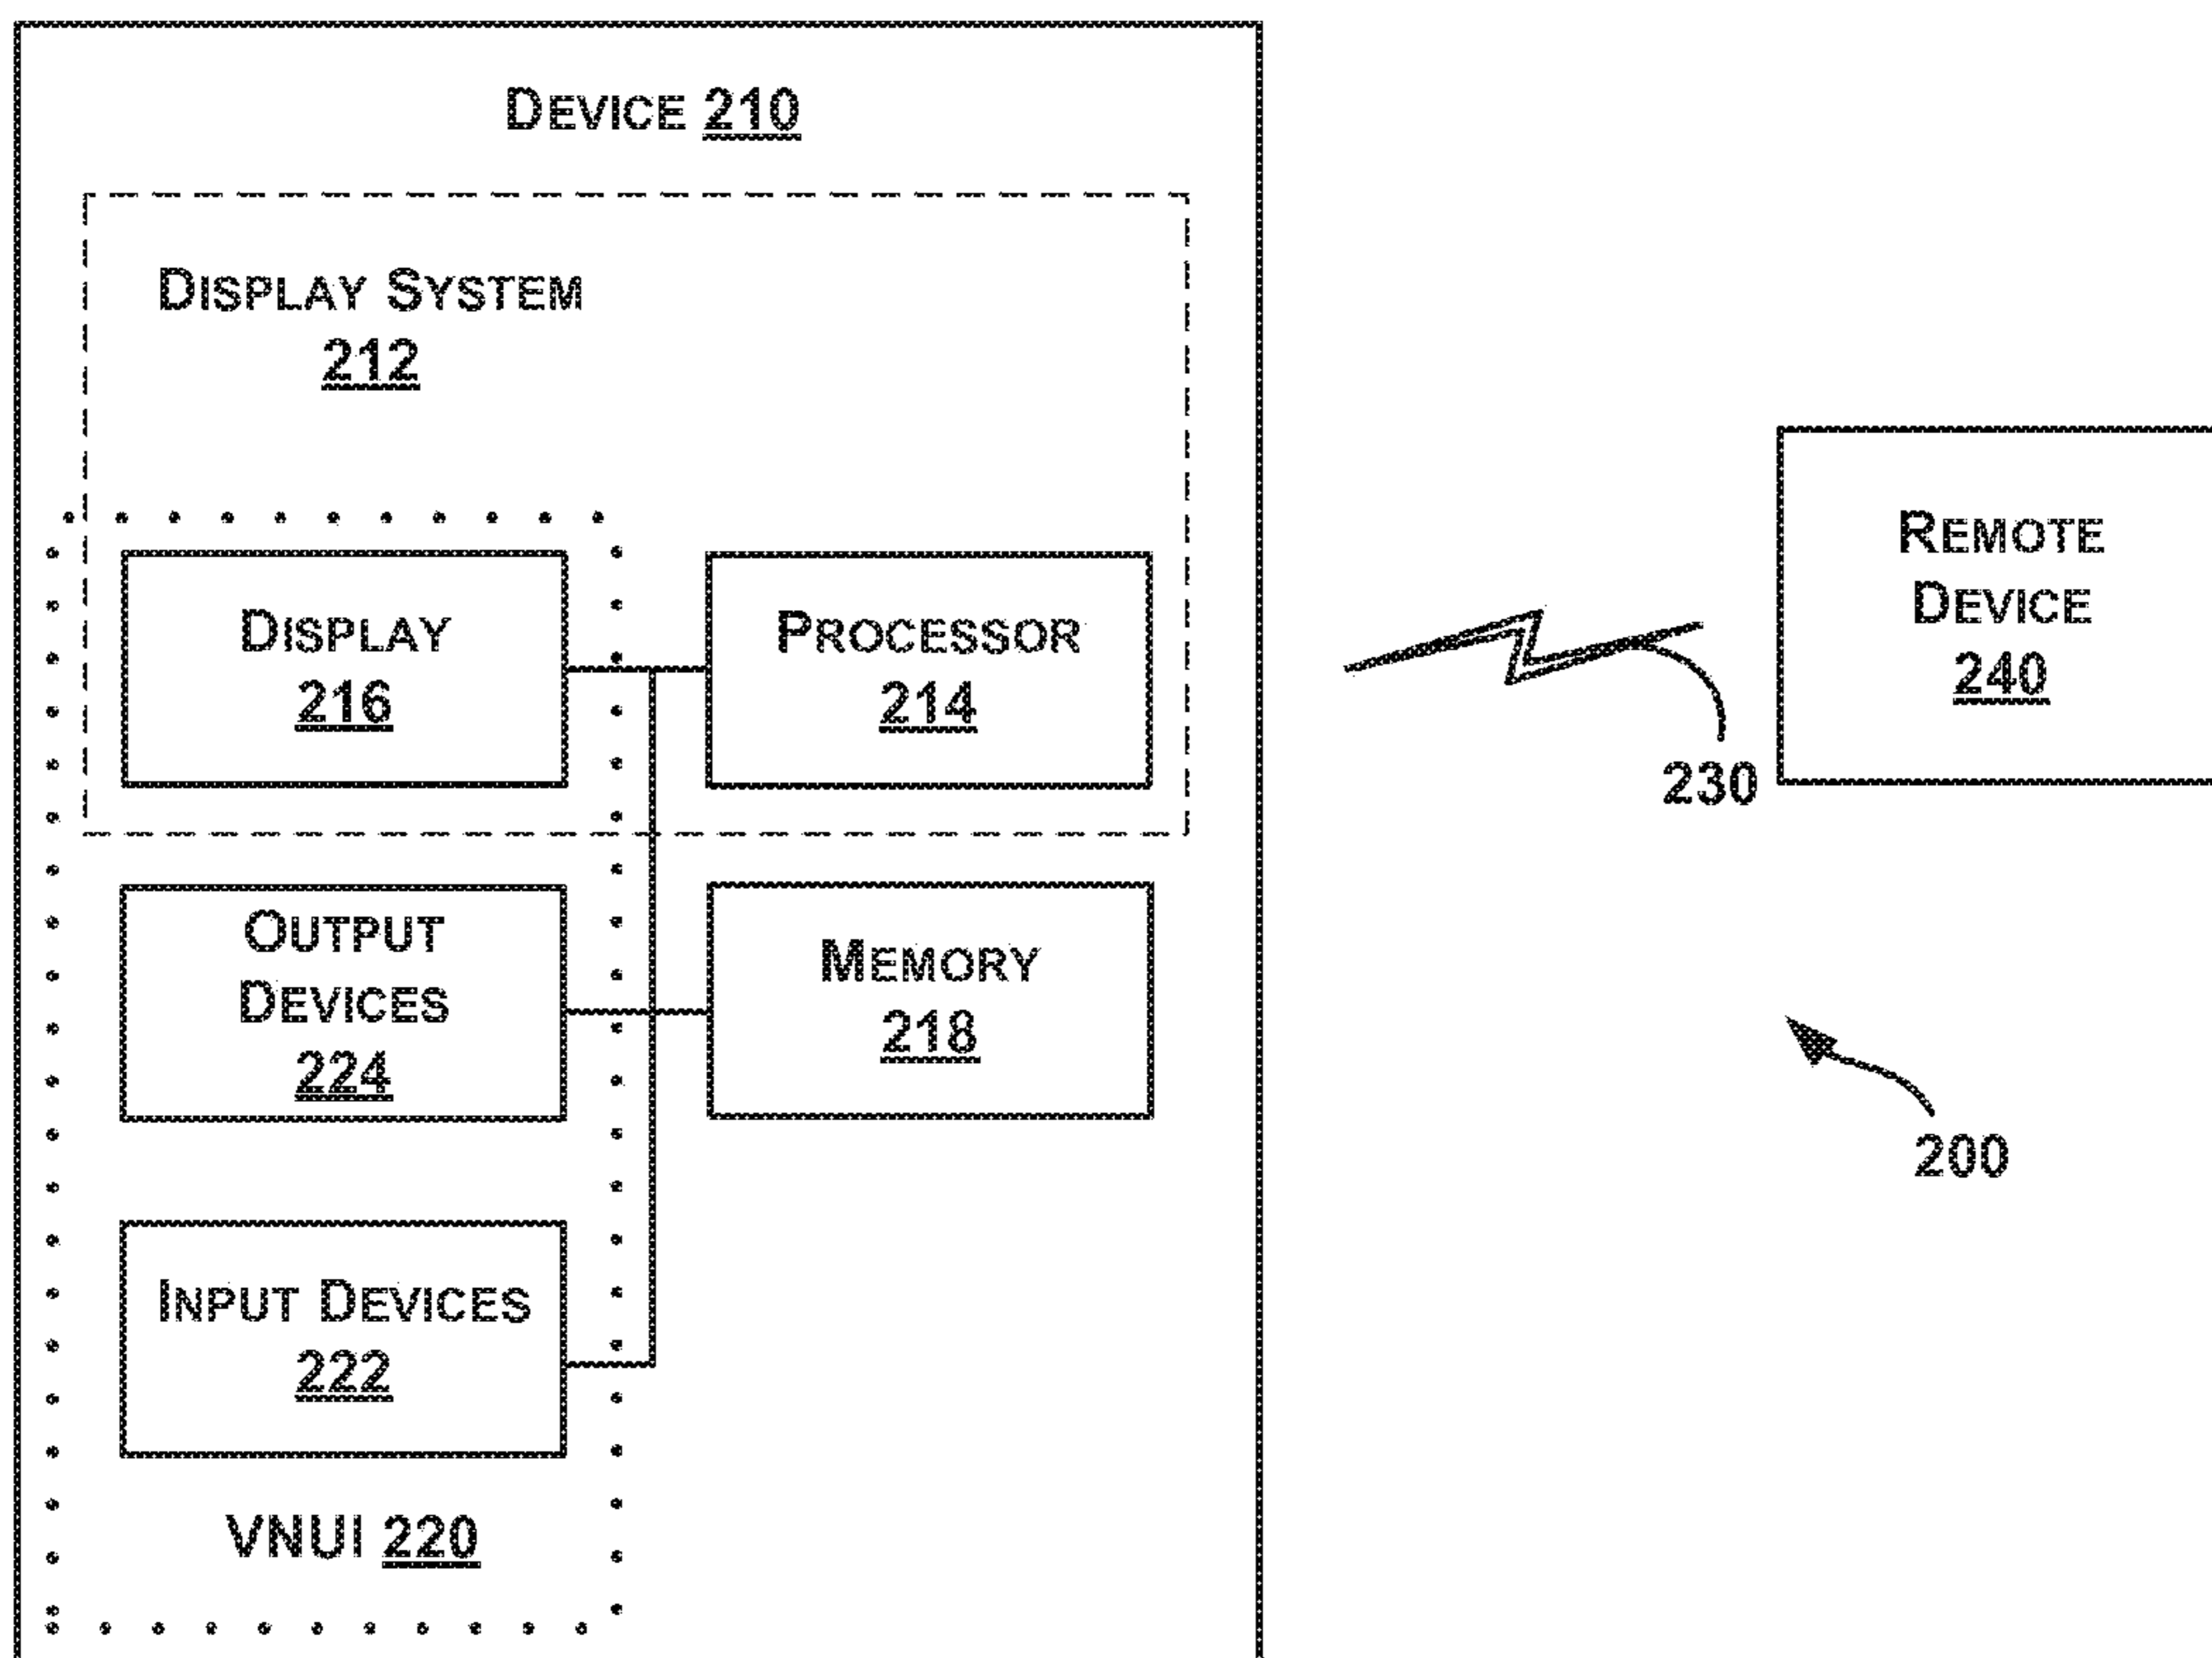 DEVICE 210
DISPLAY SYSTEM
212
DISPLAY
216
PROCESSOR
214
OUTPUT
DEVICES
224
MEMORY
218
INPUT DEVICES
222
VNUI 220
REMOTE
DEVICE
240
230
200